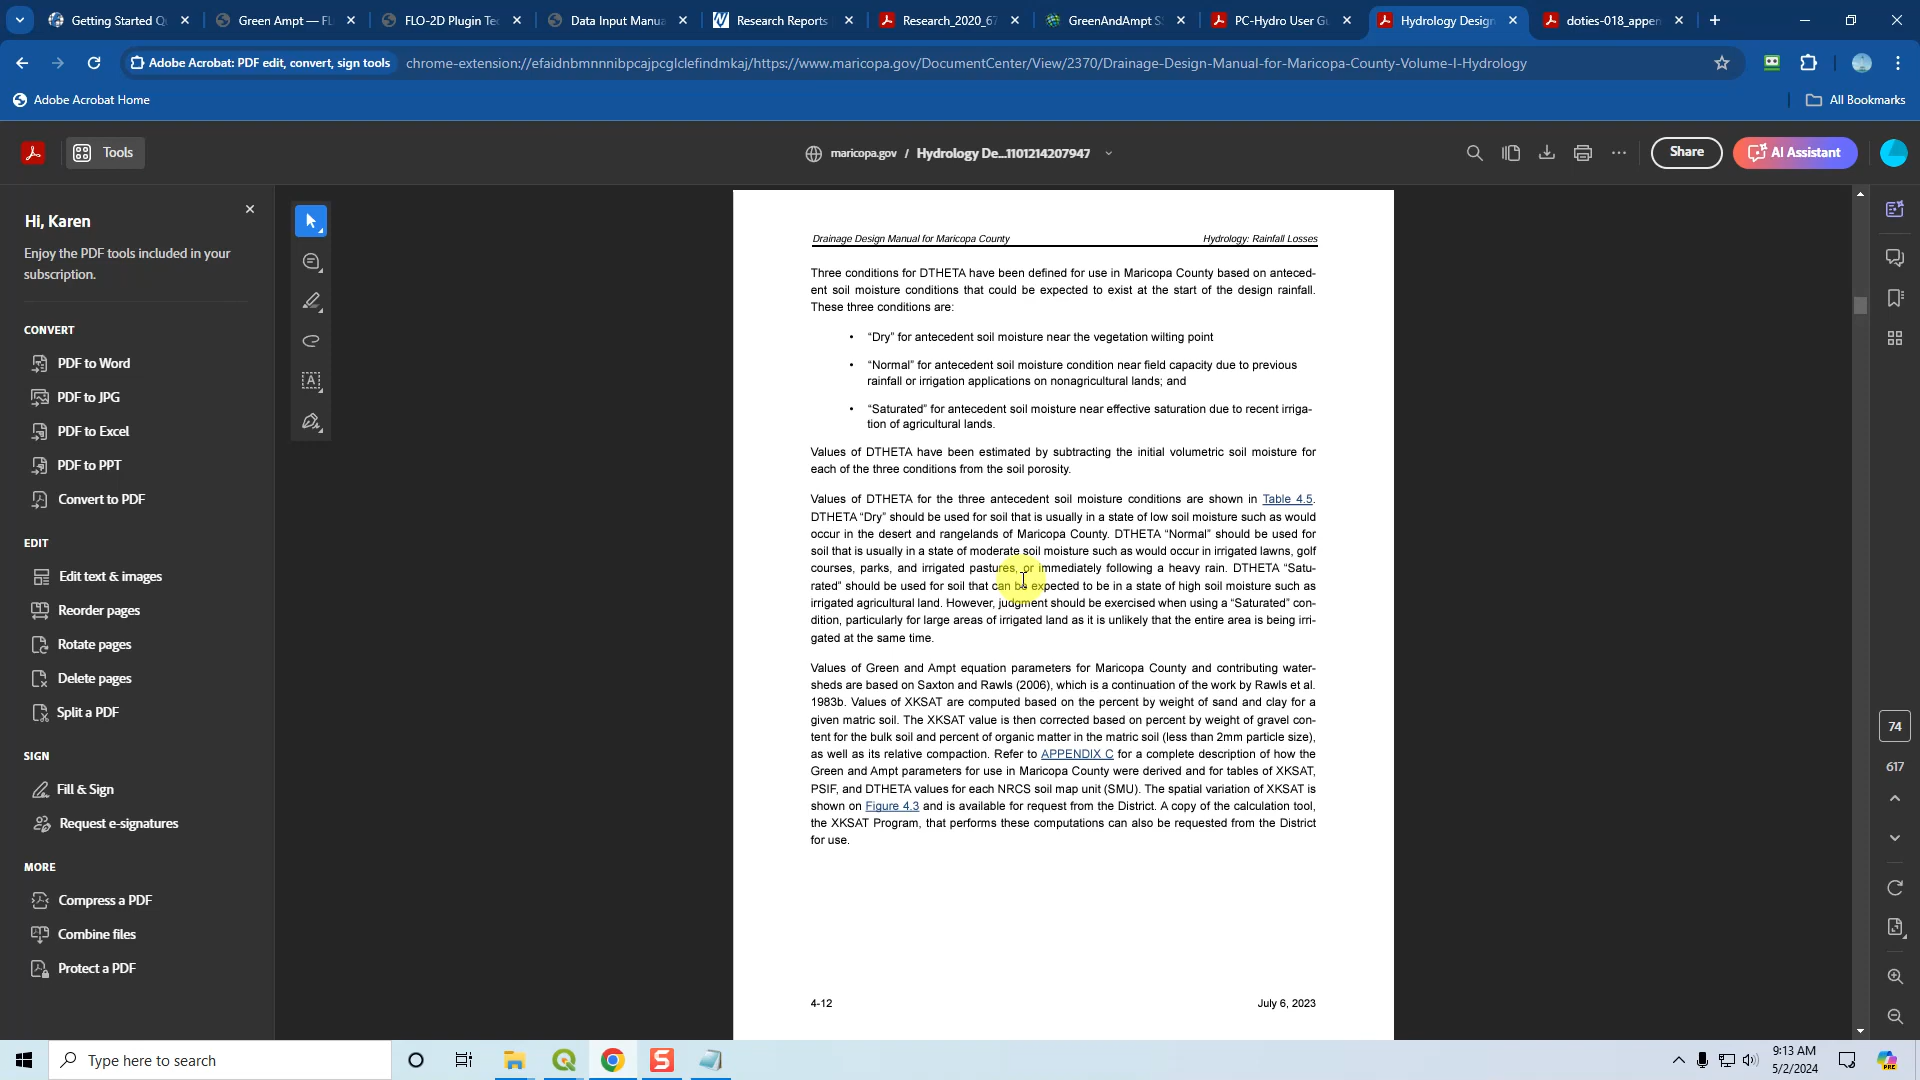 Getting Started Q
Green Ampt — FL
FLO-2D Plugin Te
Data Input Manua
Research Reports
Research_2020_67
GreenAndAmpt S
PC-Hydro User Gu
Hydrology Design
doties-018_appen
Adobe Acrobat: PDF edit, convert, sign tools
chrome-extension://efaidnbmnnnibpcajpcglclefindmkaj/https://www.maricopa.gov/DocumentCenter/View/2370/Drainage-Design-Manual-for-Maricopa-County-Volume-I-Hydrology
Adobe Acrobat Home
All Bookmarks
Tools
maricopa.gov / Hydrology De...1101214207947
Share
AI Assistant
Hi, Karen
Enjoy the PDF tools included in your
subscription.
CONVERT
PDF to Word
PDF to JPG
PDF to Excel
PDF to PPT
Convert to PDF
EDIT
Edit text & images
Reorder pages
Rotate pages
Delete pages
Split a PDF
SIGN
Fill & Sign
Request e-signatures
MORE
Compress a PDF
Combine files
Protect a PDF
Drainage Design Manual for Maricopa County
Hydrology: Rainfall Losses
Three conditions for DTHETA have been defined for use in Maricopa County based on anteced-
ent soil moisture conditions that could be expected to exist at the start of the design rainfall.
These three conditions are:
• “Dry” for antecedent soil moisture near the vegetation wilting point
• “Normal” for antecedent soil moisture condition near field capacity due to previous
rainfall or irrigation applications on nonagricultural lands; and
• “Saturated” for antecedent soil moisture near effective saturation due to recent irriga-
tion of agricultural lands.
Values of DTHETA have been estimated by subtracting the initial volumetric soil moisture for
each of the three conditions from the soil porosity.
Values of DTHETA for the three antecedent soil moisture conditions are shown in Table 4.5.
DTHETA “Dry” should be used for soil that is usually in a state of low soil moisture such as would
occur in the desert and rangelands of Maricopa County. DTHETA “Normal” should be used for
soil that is usually in a state of moderate soil moisture such as would occur in irrigated lawns, golf
courses, parks, and irrigated pastures, or immediately following a heavy rain. DTHETA “Satu-
rated” should be used for soil that can be expected to be in a state of high soil moisture such as
irrigated agricultural land. However, judgment should be exercised when using a “Saturated” con-
dition, particularly for large areas of irrigated land as it is unlikely that the entire area is being irri-
gated at the same time.
Values of Green and Ampt equation parameters for Maricopa County and contributing water-
sheds are based on Saxton and Rawls (2006), which is a continuation of the work by Rawls et al.
1983b. Values of XKSAT are computed based on the percent by weight of sand and clay for a
given matric soil. The XKSAT value is then corrected based on percent by weight of gravel con-
tent for the bulk soil and percent of organic matter in the matric soil (less than 2mm particle size),
as well as its relative compaction. Refer to APPENDIX C for a complete description of how the
Green and Ampt parameters for use in Maricopa County were derived and for tables of XKSAT,
PSIF, and DTHETA values for each NRCS soil map unit (SMU). The spatial variation of XKSAT is
shown on Figure 4.3 and is available for request from the District. A copy of the calculation tool,
the XKSAT Program, that performs these computations can also be requested from the District
for use.
4-12
July 6, 2023
74
617
Type here to search
9:13 AM
5/2/2024